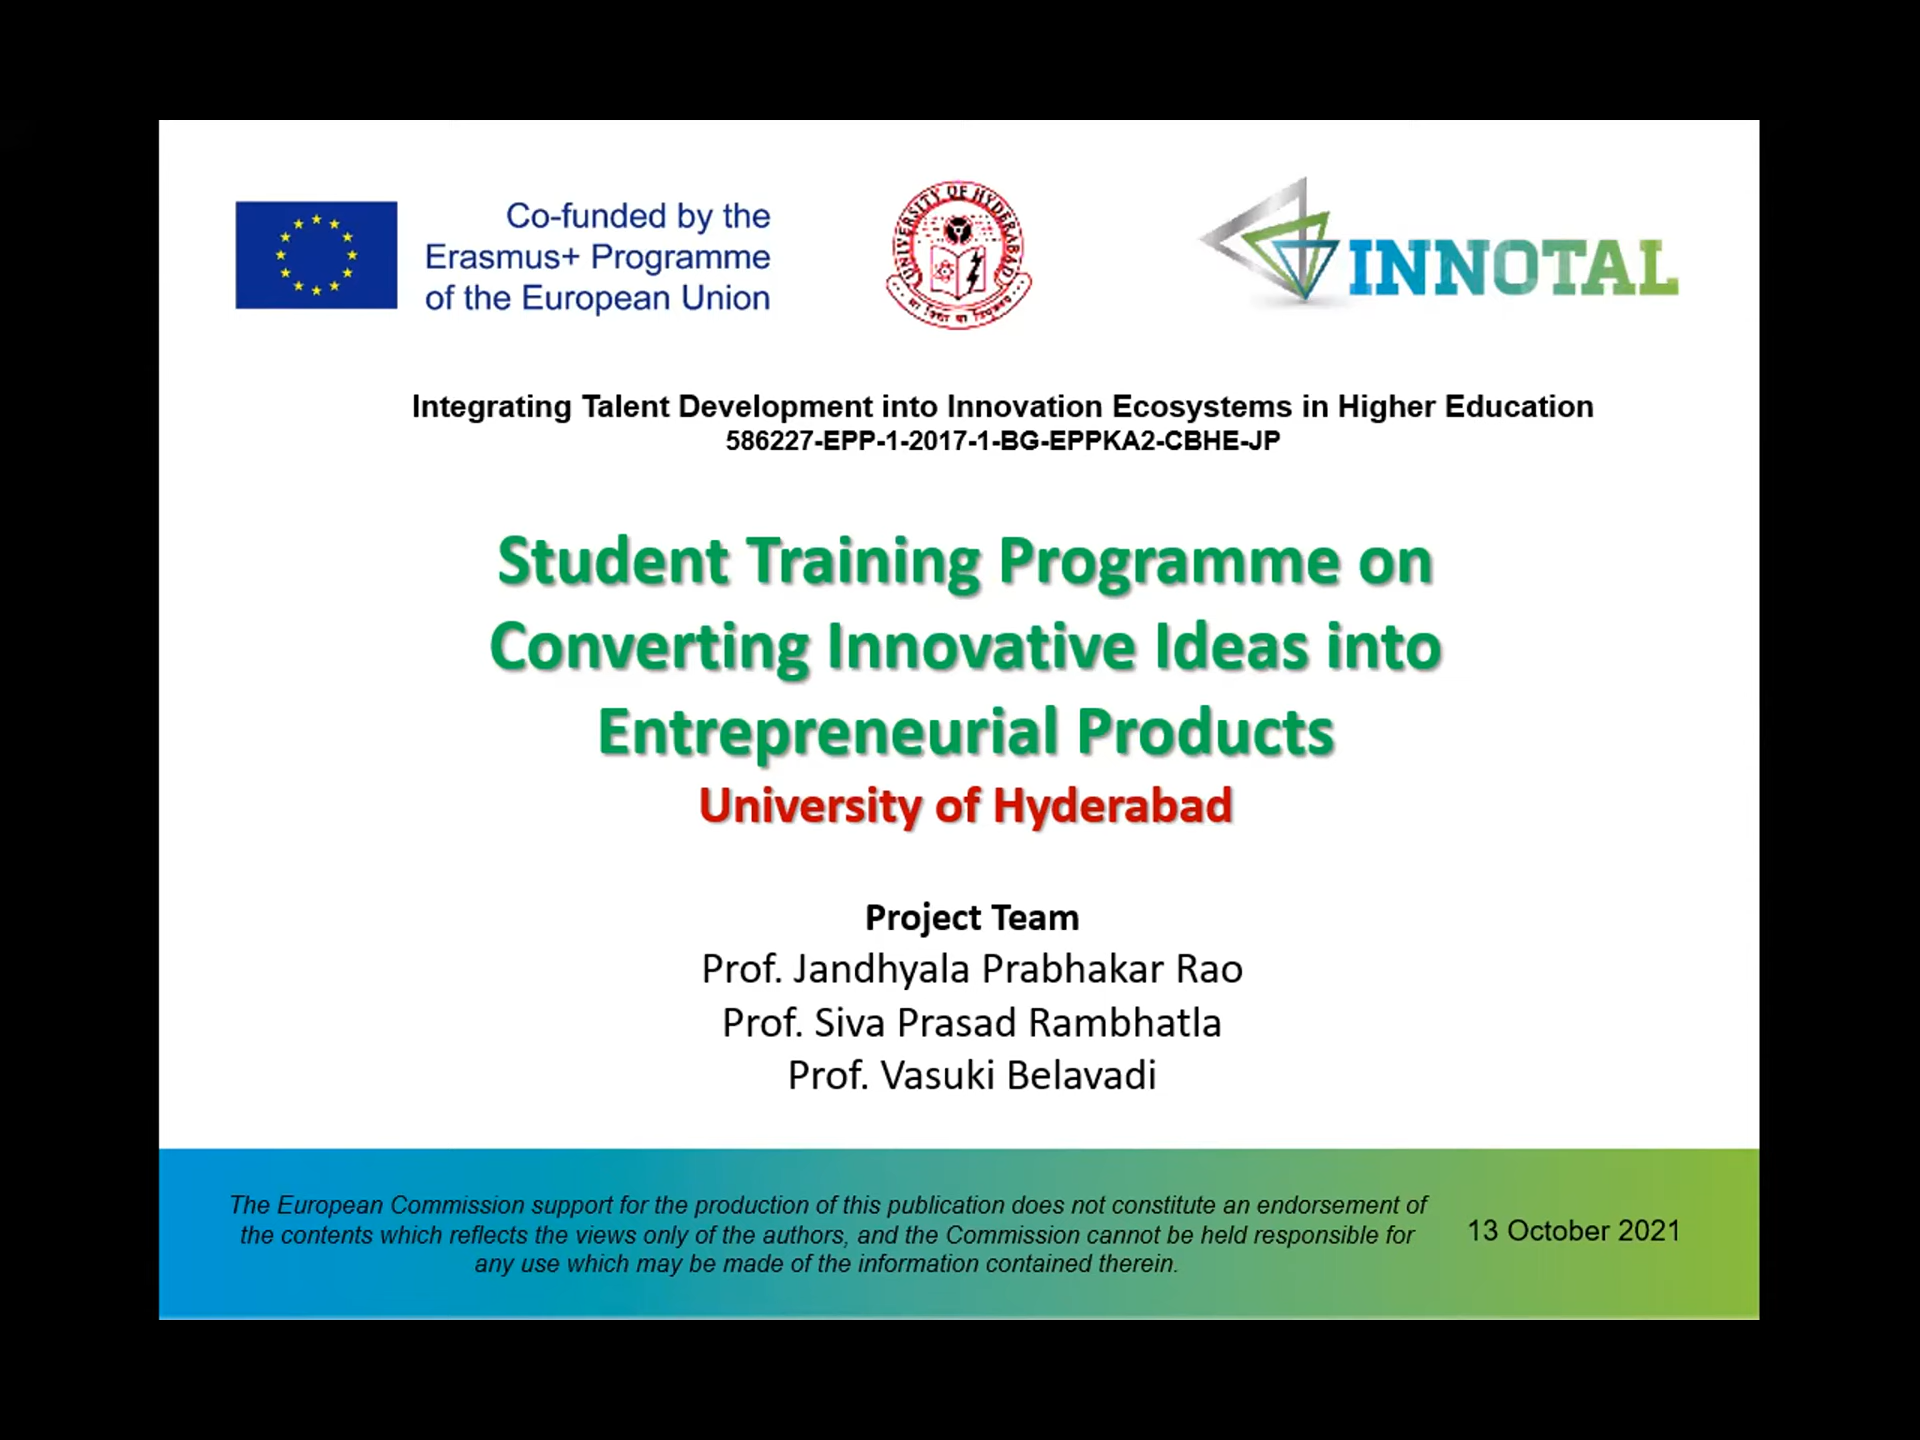 Co-funded by the
Erasmus+ Programme
of the European Union
UNIVERSITY OF HYDERABAD
INNOTAL
Integrating Talent Development into Innovation Ecosystems in Higher Education
586227-EPP-1-2017-1-BG-EPPKA2-CBHE-JP
Student Training Programme on
Converting Innovative Ideas into
Entrepreneurial Products
University of Hyderabad
Project Team
Prof. Jandhyala Prabhakar Rao
Prof. Siva Prasad Rambhatla
Prof. Vasuki Belavadi
The European Commission support for the production of this publication does not constitute an endorsement of
the contents which reflects the views only of the authors, and the Commission cannot be held responsible for
any use which may be made of the information contained therein.
13 October 2021